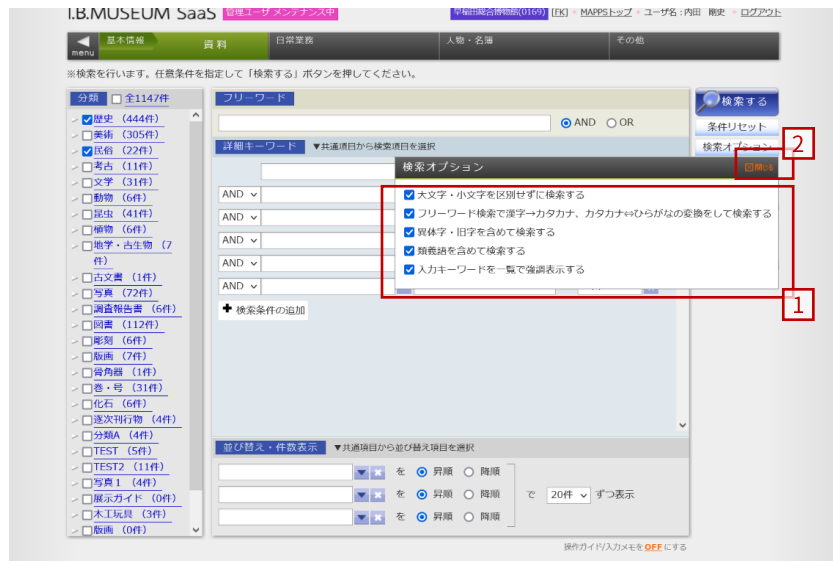 I.B.MUSEUM SaaS 管理ユーザ メンテナンス中 早稲田総合博物館(0169) [FK] MAPPSトップ ユーザ名 : 内田 剛史 ログアウト
menu 基本情報 資料 日常業務 人物・名簿 その他
※検索を行います。任意条件を指定して「検索する」ボタンを押してください。
分類 全1147件
歴史 (444件)
美術 (305件)
民俗 (22件)
考古 (11件)
文学 (31件)
動物 (6件)
昆虫 (41件)
植物 (6件)
地学・古生物 (7
件)
古文書 (1件)
写真 (72件)
調査報告書 (6件)
図書 (112件)
彫刻 (6件)
版画 (7件)
骨角器 (1件)
巻・号 (31件)
化石 (6件)
逐次刊行物 (4件)
分類A (4件)
TEST (5件)
TEST2 (11件)
写真1 (4件)
展示ガイド (0件)
木工玩具 (3件)
版画 (0件)
フリーワード
AND OR
詳細キーワード ▼共通項目から検索項目を選択
AND
AND
AND
AND
AND
検索条件の追加
検索する
条件リセット
検索オプション
2
検索オプション 閉じる
大文字・小文字を区別せずに検索する
フリーワード検索で漢字→カタカナ、カタカナ⇔ひらがなの変換をして検索する
異体字・旧字を含めて検索する
類義語を含めて検索する
入力キーワードを一覧で強調表示する
1
並び替え・件数表示 ▼共通項目から並び替え項目を選択
を 昇順 降順
を 昇順 降順 で 20件 ずつ表示
を 昇順 降順
操作ガイド/入力メモを OFF にする